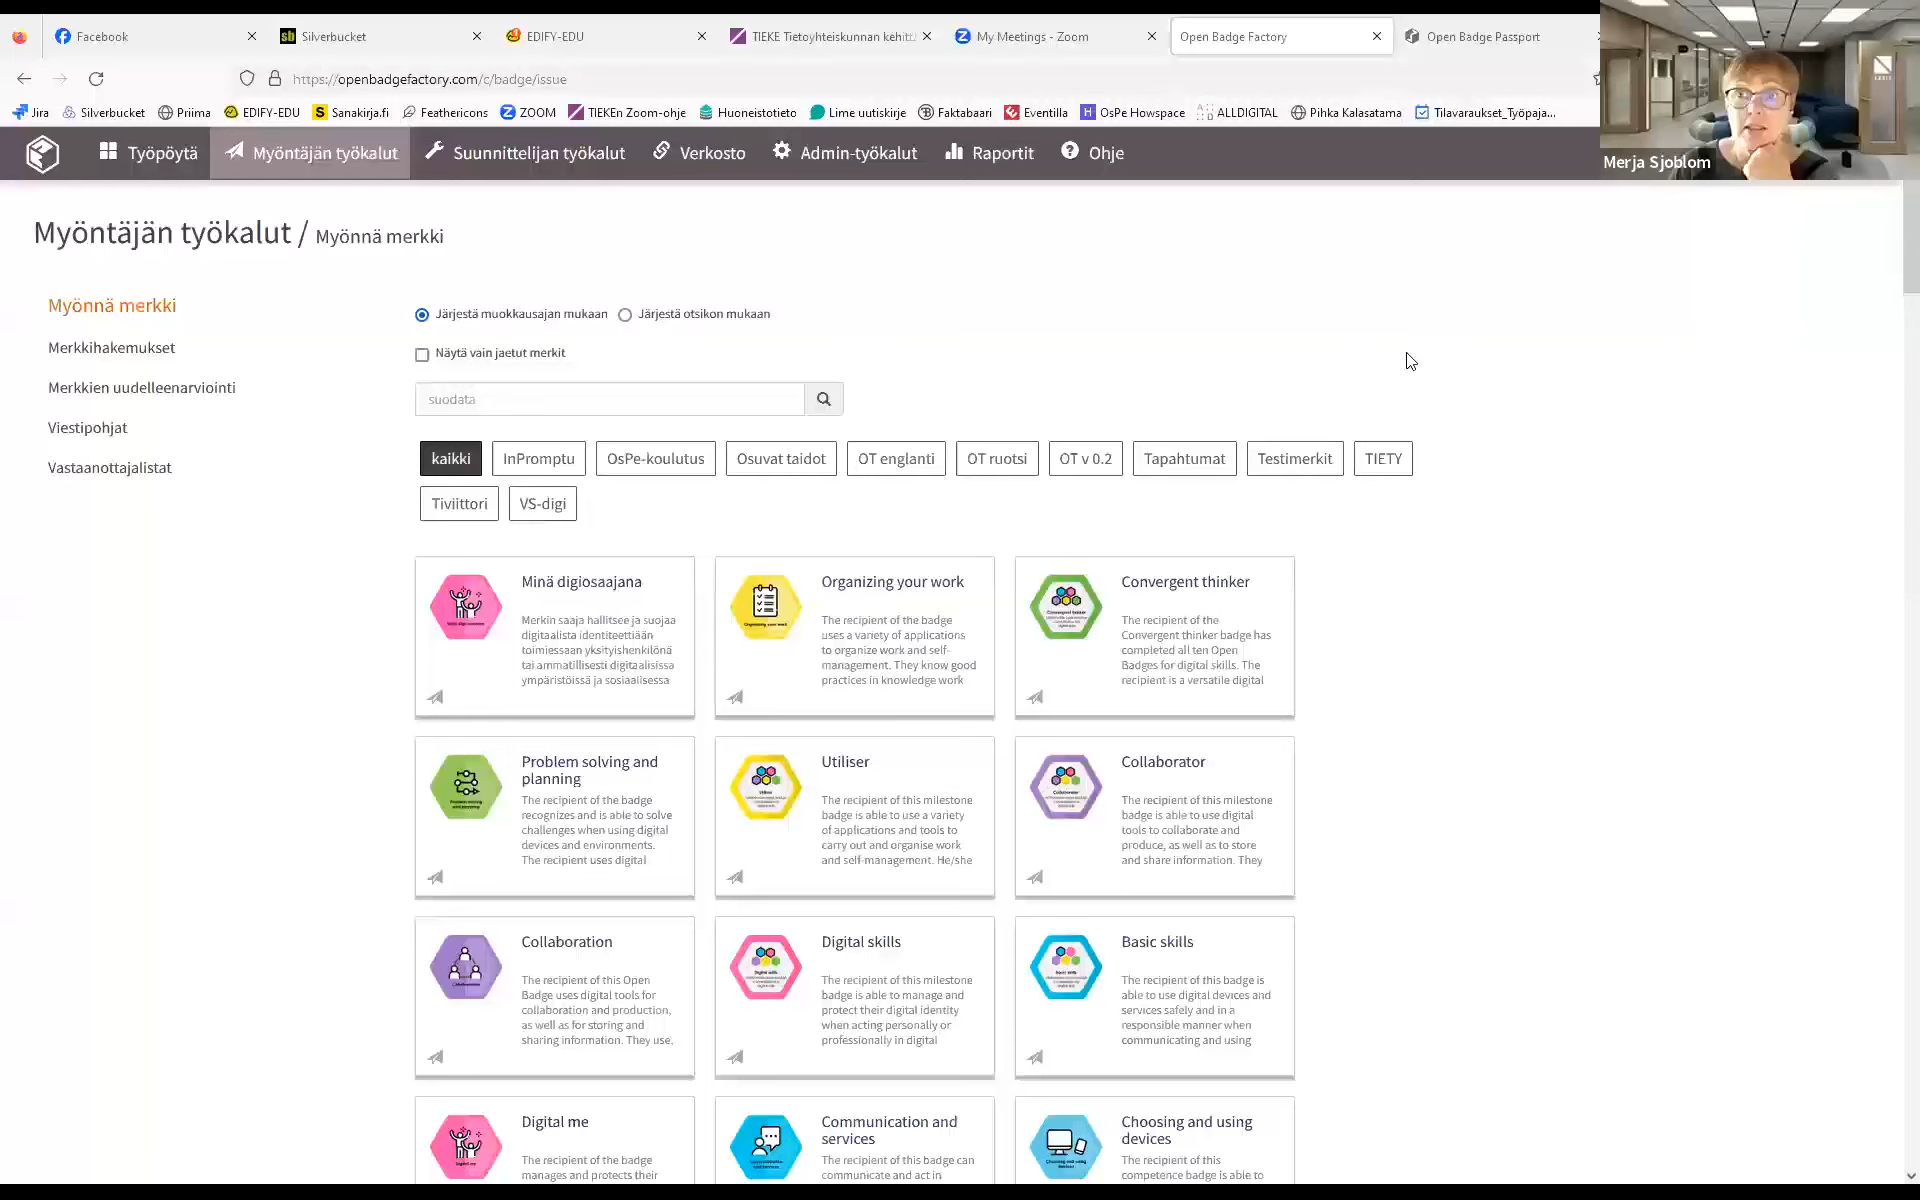 Facebook
Silverbucket
EDIFY-EDU
TIEKE Tietoyhteiskunnan kehitt
My Meetings - Zoom
Open Badge Factory
Open Badge Passport
https://openbadgefactory.com/c/badge/issue
Jira
Silverbucket
Priima
EDIFY-EDU
Sanakirja.fi
Feathericons
ZOOM
TIEKEn Zoom-ohje
Huoneistotieto
Lime uutiskirje
Faktabaari
Eventilla
OsPe Howspace
ALLDIGITAL
Pihka Kalasatama
Tilavaraukset_Työpaja...
Merja Sjoblom
Työpöytä
Myöntäjän työkalut
Suunnittelijan työkalut
Verkosto
Admin-työkalut
Raportit
Ohje
Myöntäjän työkalut / Myönnä merkki
Myönnä merkki
Merkkihakemukset
Merkkien uudelleenarviointi
Viestipohjat
Vastaanottajalistat
Järjestä muokkausajan mukaan
Järjestä otsikon mukaan
Näytä vain jaetut merkit
suodata
kaikki
InPromptu
OsPe-koulutus
Osuvat taidot
OT englanti
OT ruotsi
OT v 0.2
Tapahtumat
Testimerkit
TIETY
Tiviittori
VS-digi
Minä digiosaajana
Merkin saaja hallitsee ja suojaa
digitaalista identiteettiään
toimiessaan yksityishenkilönä
tai ammatillisesti digitaalisissa
ympäristöissä ja sosiaalisessa
Organizing your work
The recipient of the badge
uses a variety of applications
to organize work and self-
management. They know good
practices in knowledge work
Convergent thinker
The recipient of the
Convergent thinker badge has
completed all ten Open
Badges for digital skills. The
recipient is a versatile digital
Problem solving and
planning
The recipient of the badge
recognizes and is able to solve
challenges when using digital
devices and environments.
The recipient uses digital
Utiliser
The recipient of this milestone
badge is able to use a variety
of applications and tools to
carry out and organise work
and self-management. He/she
Collaborator
The recipient of this milestone
badge is able to use digital
tools to collaborate and
produce, as well as to store
and share information. They
Collaboration
The recipient of this Open
Badge uses digital tools for
collaboration and production,
as well as for storing and
sharing information. They use,
Digital skills
The recipient of this milestone
badge is able to manage and
protect their digital identity
when acting personally or
professionally in digital
Basic skills
The recipient of this badge is
able to use digital devices and
services safely and in a
responsible manner when
communicating and using
Digital me
The recipient of the badge
manages and protects their
Communication and
services
The recipient of this badge can
communicate and act in
Choosing and using
devices
The recipient of this
competence badge is able to